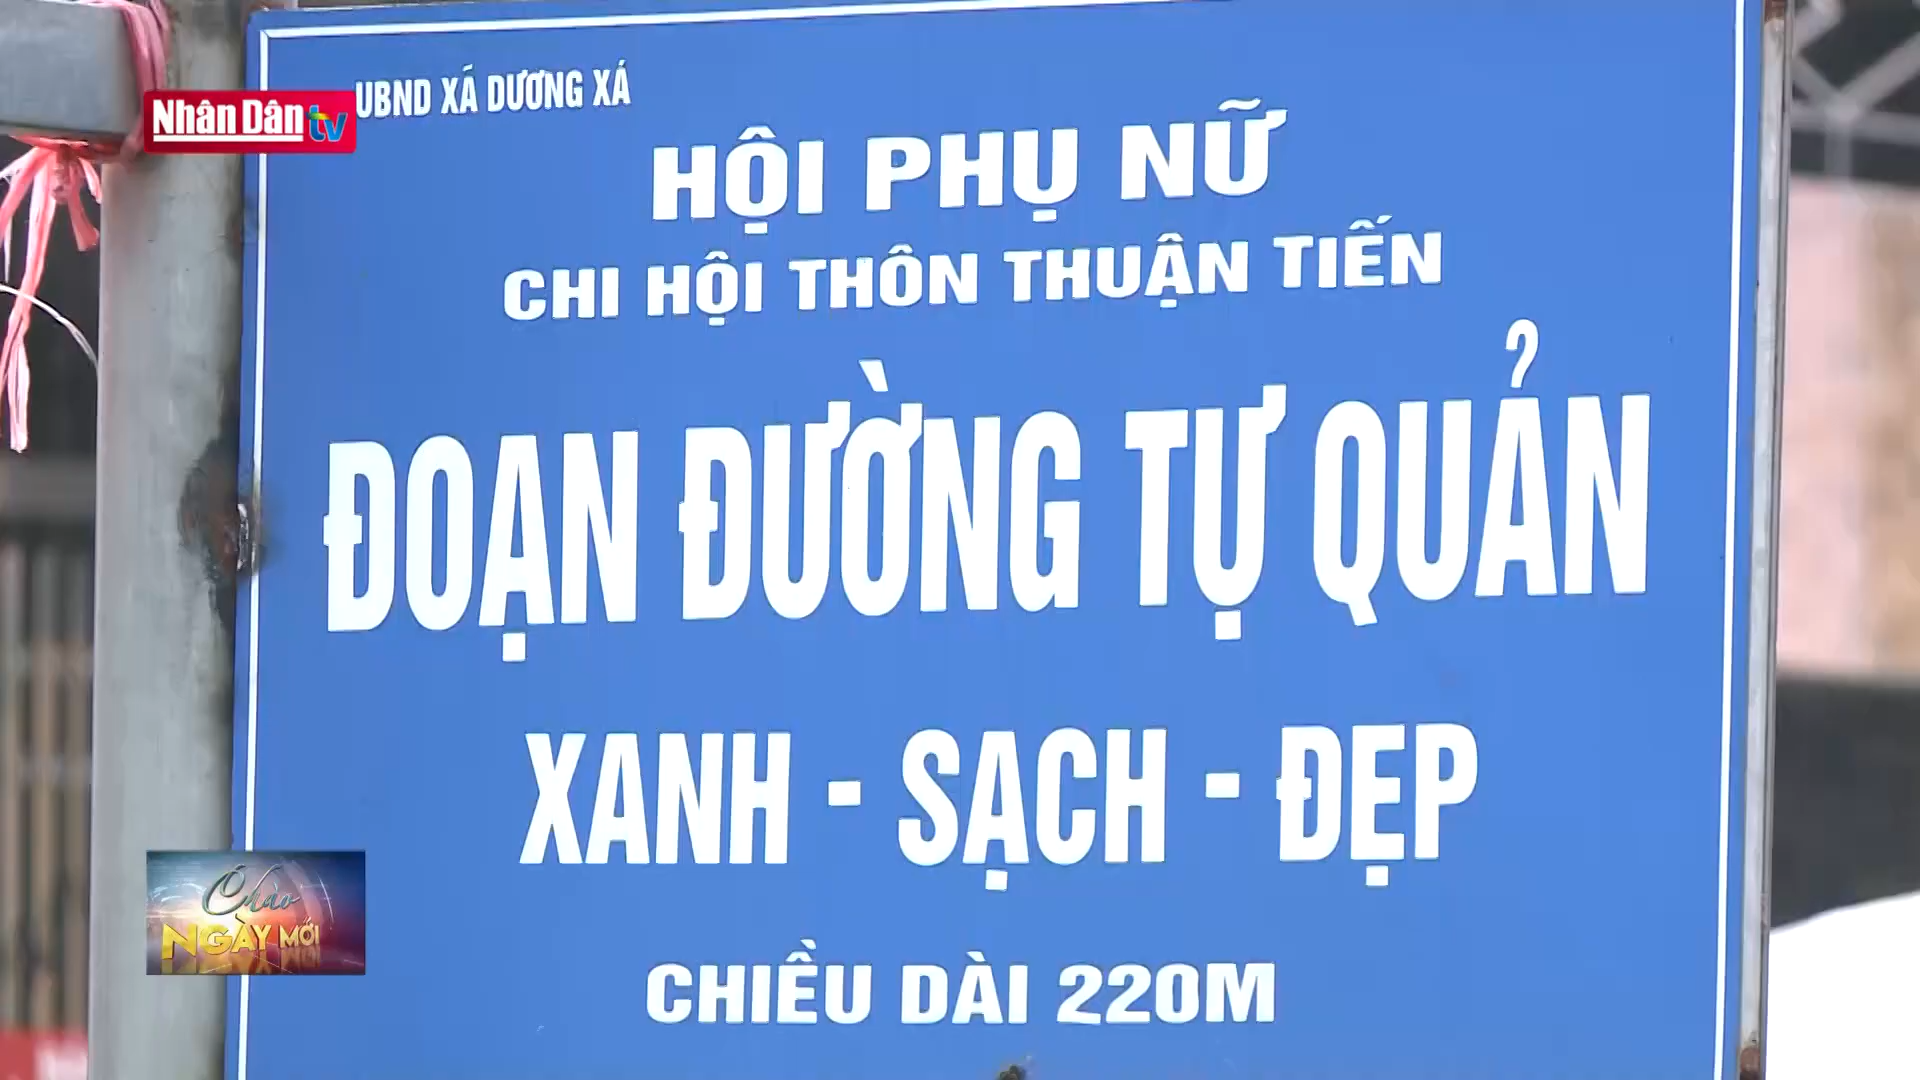 UBND XÃ DƯƠNG XÁ
Nhân Dân tv
HỘI PHỤ NỮ
CHI HỘI THÔN THUẬN TIẾN
ĐOẠN ĐƯỜNG TỰ QUẢN
XANH - SẠCH - ĐẸP
Chào
NGÀY MỚI
CHIỀU DÀI 220M